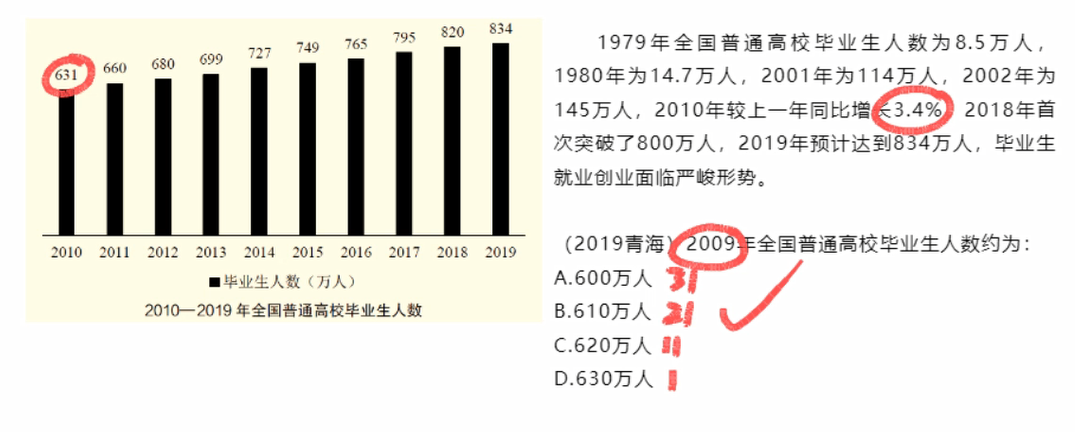 631 660 680 699 727 749 765 795 820 834
2010 2011 2012 2013 2014 2015 2016 2017 2018 2019
■毕业生人数（万人）
2010—2019 年全国普通高校毕业生人数
1979年全国普通高校毕业生人数为8.5万人，
1980年为14.7万人，2001年为114万人，2002年为
145万人，2010年较上一年同比增长3.4% 2018年首
次突破了800万人，2019年预计达到834万人，毕业生
就业创业面临严峻形势。
（2019青海）2009年全国普通高校毕业生人数约为：
A.600万人 31
B.610万人 21
C.620万人 11
D.630万人 1